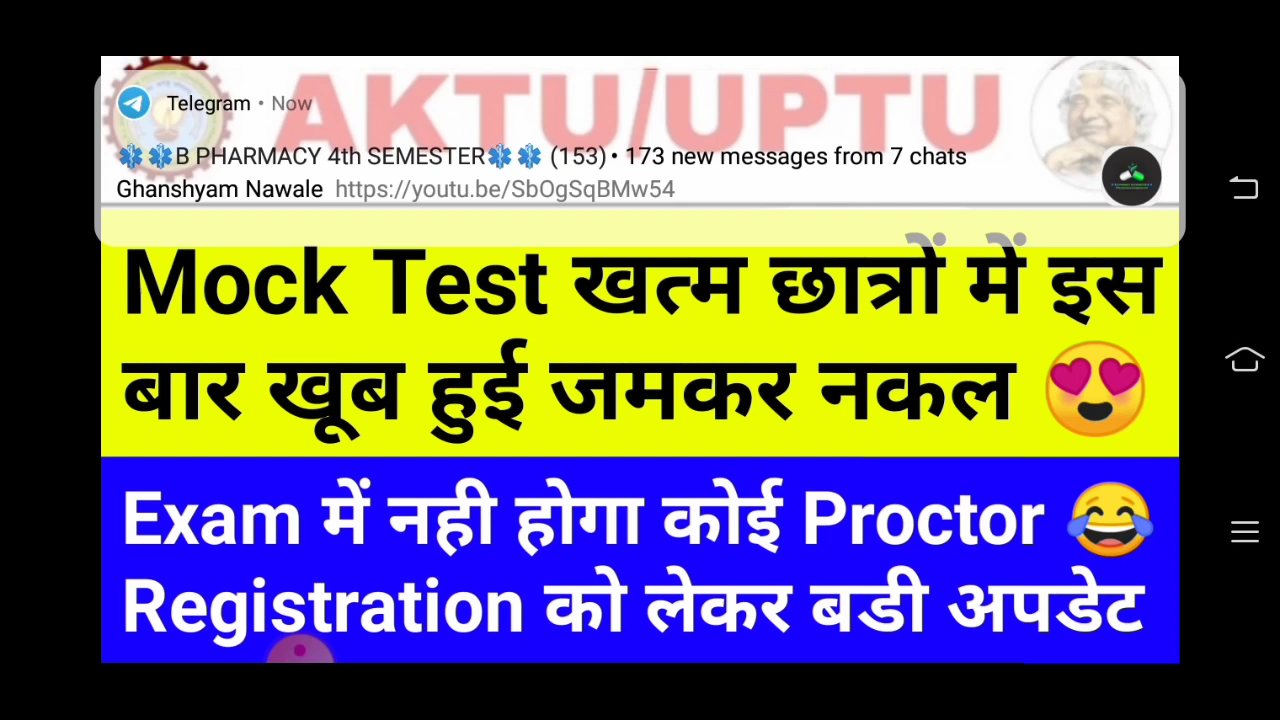 AKTU/UPTU
Telegram • Now
B PHARMACY 4th SEMESTER (153) • 173 new messages from 7 chats
Ghanshyam Nawale https://youtu.be/SbOgSqBMw54
Mock Test खत्म छात्रों में इस
बार खूब हुई जमकर नकल 😍
Exam में नही होगा कोई Proctor 😂
Registration को लेकर बडी अपडेट